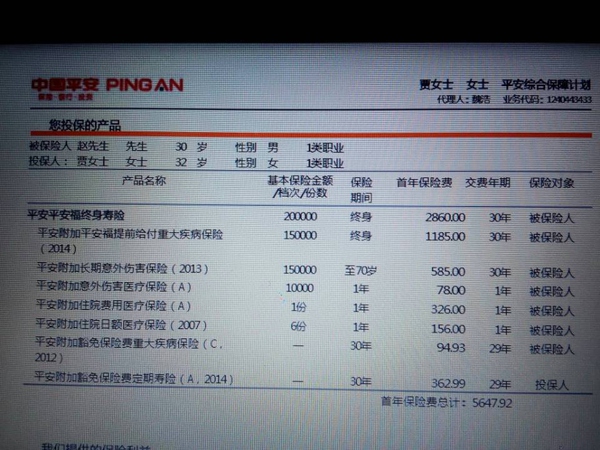 中国平安 PING AN
保险·银行·投资
贾女士 女士 平安综合保障计划
代理人：魏浩 业务代码：1240443433
您投保的产品
被保险人 赵先生 先生 30 岁 性别 男 1类职业
投保人： 贾女士 女士 32 岁 性别 女 1类职业
产品名称 基本保险金额/档次/份数 保险期间 首年保险费 交费年期 保险对象
平安平安福终身寿险 200000 终身 2860.00 30年 被保险人
平安附加平安福提前给付重大疾病保险（2014） 150000 终身 1185.00 30年 被保险人
平安附加长期意外伤害保险（2013） 150000 至70岁 585.00 30年 被保险人
平安附加意外伤害医疗保险（A） 10000 1年 78.00 1年 被保险人
平安附加住院费用医疗保险（A） 1份 1年 326.00 1年 被保险人
平安附加住院日额医疗保险（2007） 6份 1年 156.00 1年 被保险人
平安附加豁免保险费重大疾病保险（C，2012） — 30年 94.93 29年 被保险人
平安附加豁免保险费定期寿险（A，2014） — 30年 362.99 29年 投保人
首年保险费总计：5647.92
我们提供的保险利益